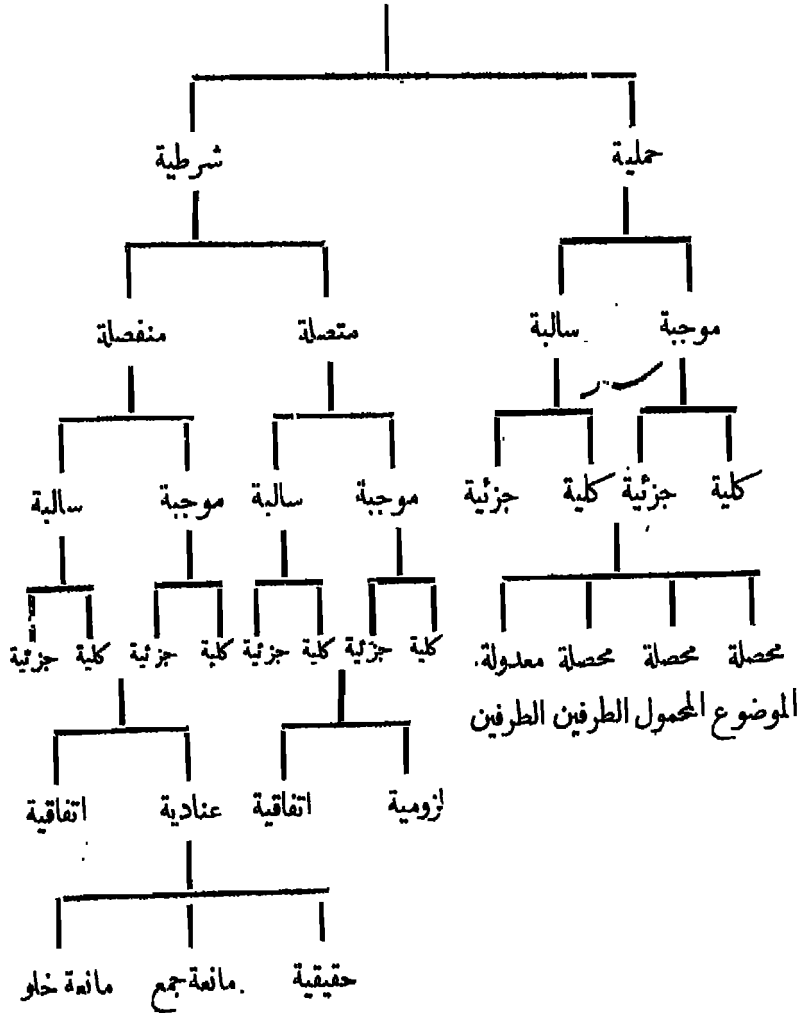 حملية شرطية
موجبة سالبة متصلة منفصلة
كلية جزئية كلية جزئية موجبة سالبة موجبة سالبة
محصلة محصلة محصلة معدولة. كلية جزئية كلية جزئية كلية جزئية كلية جزئية
الموضوع المحمول الطرفين الطرفين
لزومية اتفاقية عنادية اتفاقية
حقيقية مانعة جمع مانعة خلو